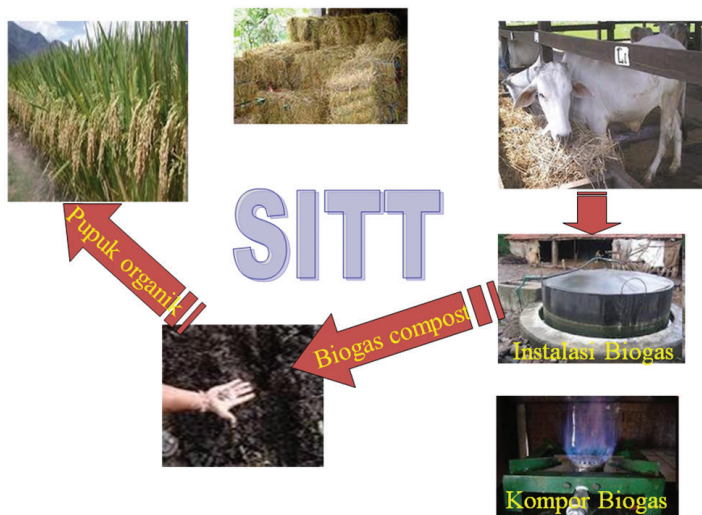 SITT
Pupuk organik
Biogas compost
Instalasi Biogas
Kompor Biogas